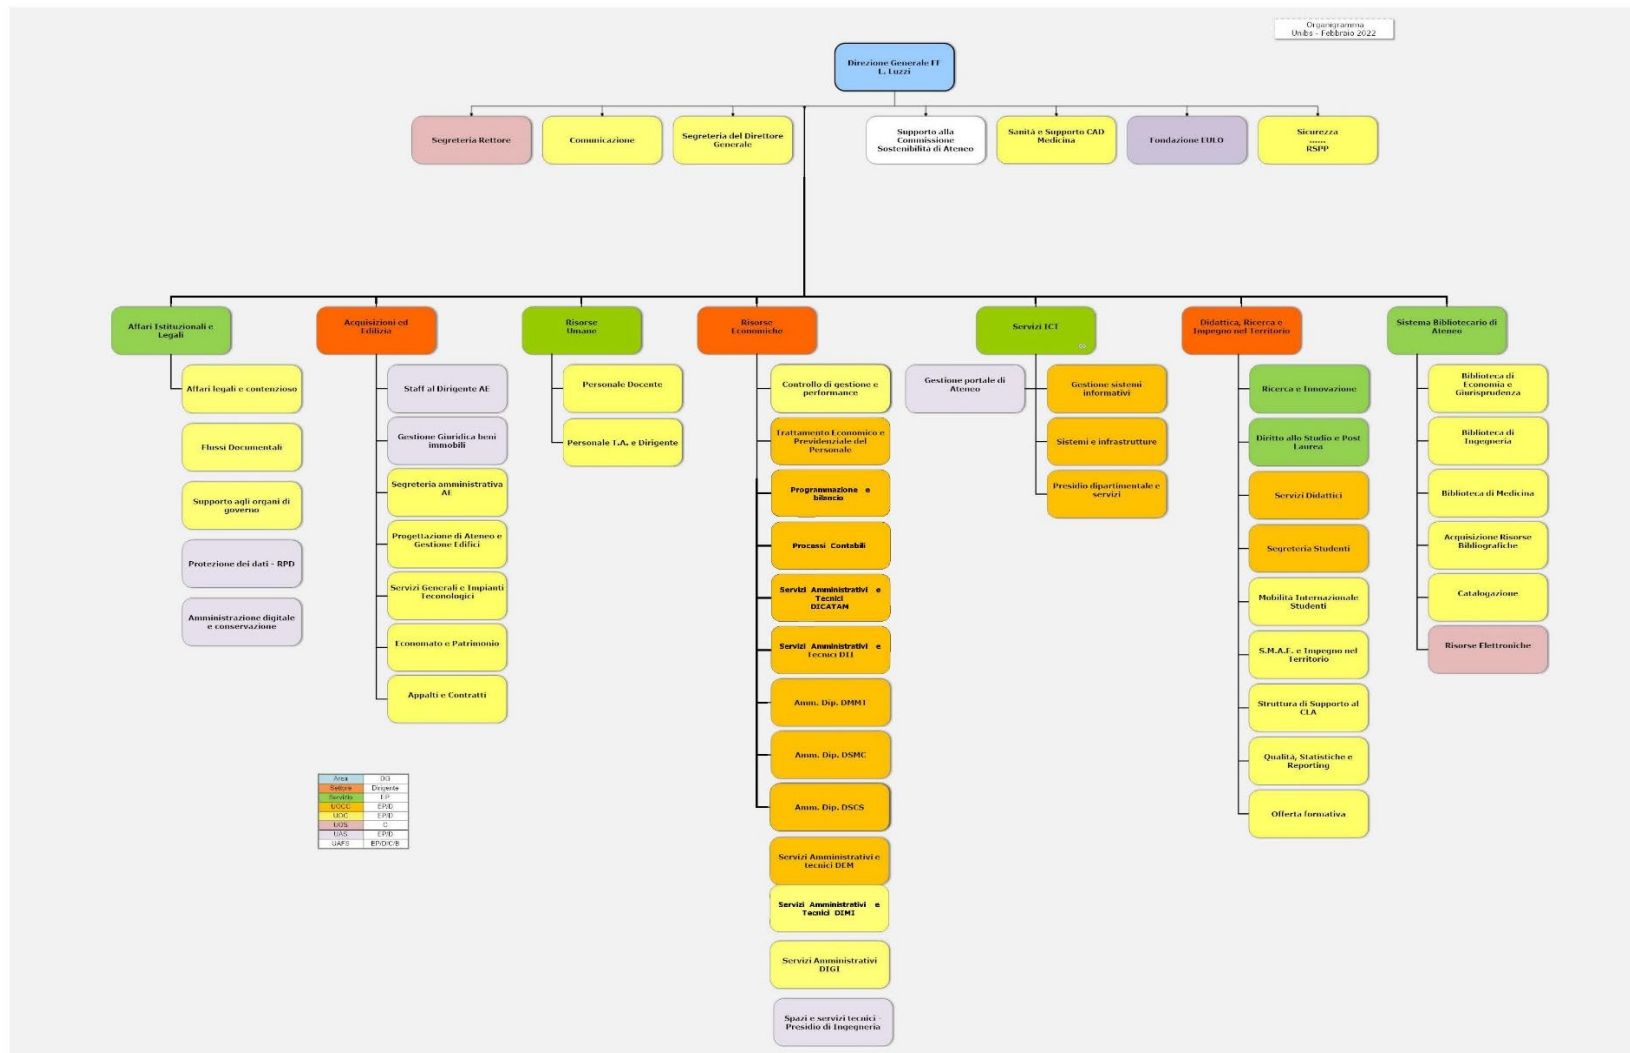 Organigramma
Unibs - Febbraio 2022
Direzione Generale FF
L. Luzzi
Segreteria Rettore
Comunicazione
Segreteria del Direttore
Generale
Supporto alla
Commissione
Sostenibilità di Ateneo
Sanità e Supporto CAD
Medicina
Fondazione EULO
Sicurezza
......
RSPP
Affari Istituzionali e
Legali
Acquisizioni ed
Edilizia
Risorse
Umane
Risorse
Economiche
Servizi ICT
Didattica, Ricerca e
Impegno nel Territorio
Sistema Bibliotecario di
Ateneo
Affari legali e contenzioso
Flussi Documentali
Supporto agli organi di
governo
Protezione dei dati - RPD
Amministrazione digitale
e conservazione
Staff al Dirigente AE
Gestione Giuridica beni
immobili
Segreteria amministrativa
AE
Progettazione di Ateneo e
Gestione Edifici
Servizi Generali e Impianti
Teconologici
Economato e Patrimonio
Appalti e Contratti
Personale Docente
Personale T.A. e Dirigente
Controllo di gestione e
performance
Trattamento Economico e
Previdenziale del
Personale
Programmazione e
bilancio
Processi Contabili
Servizi Amministrativi e
Tecnici
DICATAM
Servizi Amministrativi e
Tecnici DII
Amm. Dip. DMMT
Amm. Dip. DSMC
Amm. Dip. DSCS
Servizi Amministrativi e
tecnici DEM
Servizi Amministrativi e
Tecnici DIMI
Servizi Amministrativi
DIGI
Spazi e servizi tecnici -
Presidio di Ingegneria
Gestione portale di
Ateneo
Gestione sistemi
informativi
Sistemi e infrastrutture
Presidio dipartimentale e
servizi
Ricerca e Innovazione
Diritto allo Studio e Post
Laurea
Servizi Didattici
Segreteria Studenti
Mobilità Internazionale
Studenti
S.M.A.E. e Impegno nel
Territorio
Struttura di Supporto al
CLA
Qualità, Statistiche e
Reporting
Offerta formativa
Biblioteca di
Economia e
Giurisprudenza
Biblioteca di
Ingegneria
Biblioteca di Medicina
Acquisizione Risorse
Bibliografiche
Catalogazione
Risorse Elettroniche
Area DG
Settore Dirigente
Servizio EP
UOCC EP/D
UOC EP/D
UOS C
UAS EP/D
UAFS EP/D/C/B